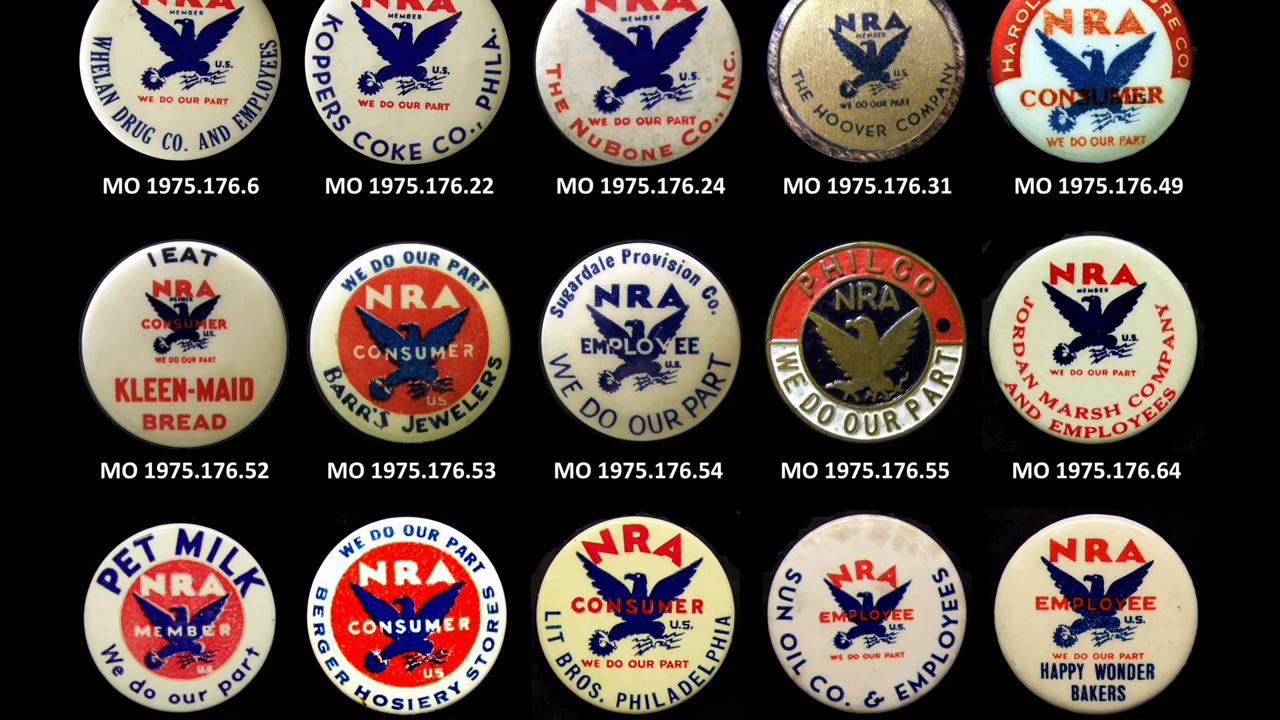 NRA
MEMBER
U.S.
WE DO OUR PART
WHELAN DRUG CO. AND EMPLOYEES
NRA
MEMBER
U.S.
WE DO OUR PART
KOPPERS COKE CO., PHILA.
NRA
MEMBER
U.S.
WE DO OUR PART
THE NUBONE CO., INC.
NRA
MEMBER
U.S.
WE DO OUR PART
THE HOOVER COMPANY
NRA
CONSUMER
U.S.
WE DO OUR PART
MO 1975.176.6
MO 1975.176.22
MO 1975.176.24
MO 1975.176.31
MO 1975.176.49
I EAT
NRA
MEMBER
CONSUMER
U.S.
WE DO OUR PART
KLEEN-MAID
BREAD
WE DO OUR PART
NRA
CONSUMER
U.S.
BARR'S JEWELERS
Sugardale Provision Co.
NRA
EMPLOYEE
U.S.
WE DO OUR PART
PHILCO
NRA
WE DO OUR PART
NRA
MEMBER
U.S.
WE DO OUR PART
JORDAN MARSH COMPANY
AND EMPLOYEES
MO 1975.176.52
MO 1975.176.53
MO 1975.176.54
MO 1975.176.55
MO 1975.176.64
PET MILK
NRA
MEMBER
U.S.
We do our part
WE DO OUR PART
NRA
CONSUMER
U.S
BERGER HOSIERY STORES
NRA
CONSUMER
U.S.
WE DO OUR PART
LIT BROS. PHILADELPHIA
NRA
EMPLOYEE
U.S.
WE DO OUR PART
SUN OIL CO. & EMPLOYEES
NRA
EMPLOYEE
U.S.
WE DO OUR PART
HAPPY WONDER
BAKERS